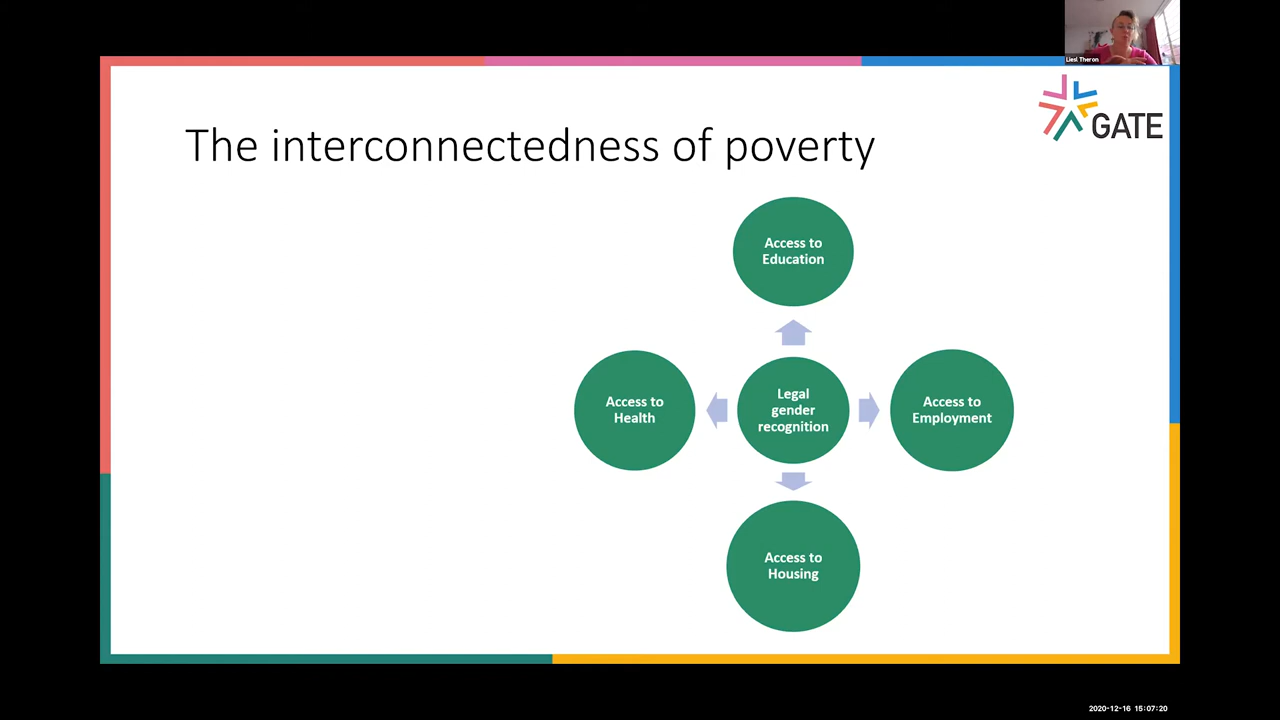 Liesl Theron
GATE
The interconnectedness of poverty
Access to
Education
Access to
Health
Legal
gender
recognition
Access to
Employment
Access to
Housing
2020-12-16 15:07:20